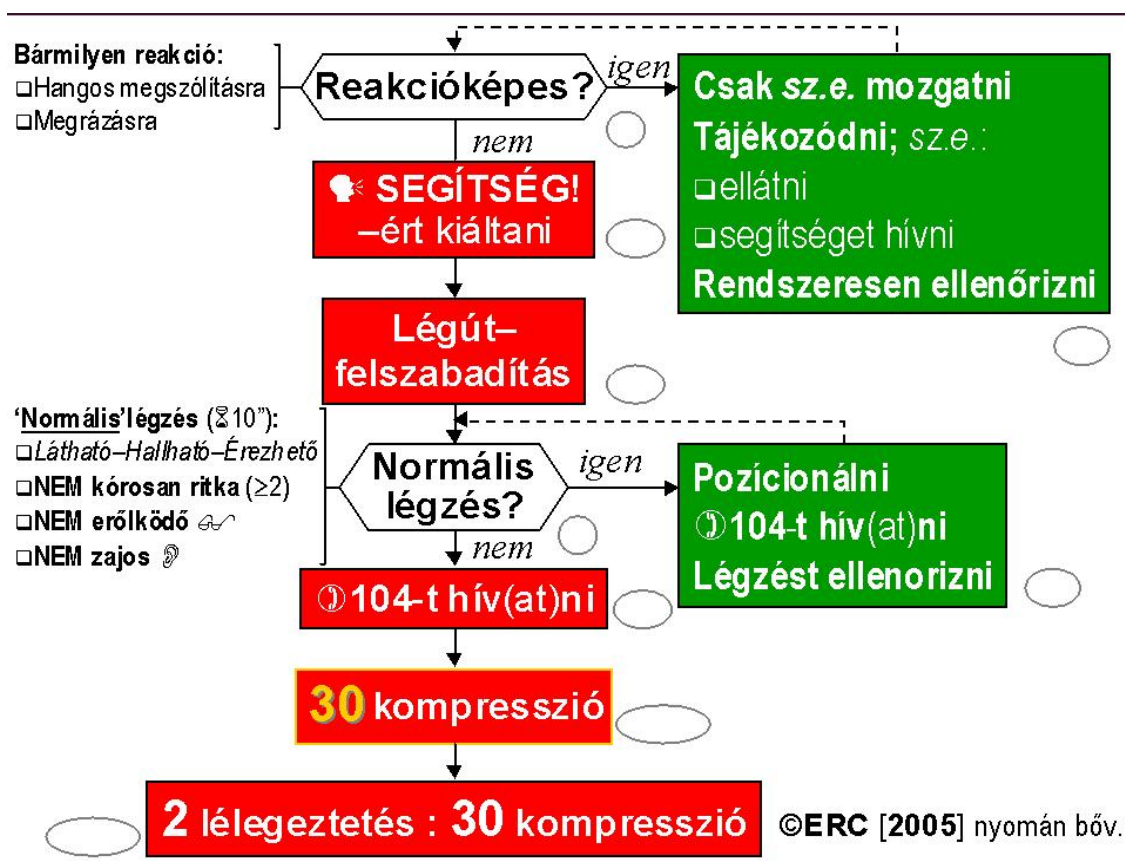 Bármilyen reakció:
❑Hangos megszólításra
❑Megrázásra
Reakcióképes?
igen
nem
Csak sz.e. mozgatni
Tájékozódni; sz.e.:
❑ellátni
❑segítséget hívni
Rendszeresen ellenőrizni
SEGÍTSÉG!
–ért kiáltani
Légút–
felszabadítás
‘Normális’légzés (⌛10”):
❑Látható–Hallható–Érezhető
❑NEM kórosan ritka (≥2)
❑NEM erőlködő
❑NEM zajos
Normális
légzés?
igen
nem
Pozícionálni
✆104-t hív(at)ni
Légzést ellenorizni
✆104-t hív(at)ni
30 kompresszió
2 lélegeztetés : 30 kompresszió
©ERC [2005] nyomán bőv.